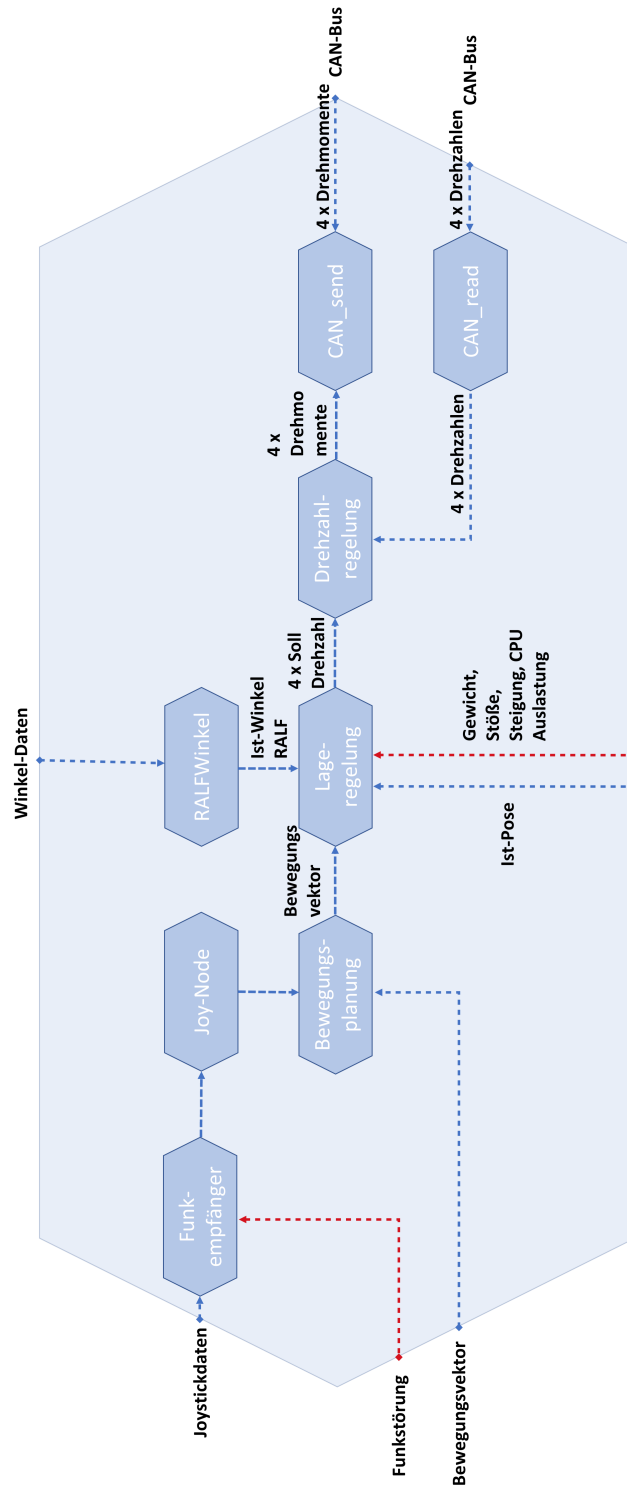 Winkel-Daten
Joystickdaten
Funk-
empfänger
Joy-Node
RALFWinkel
Ist-Winkel
RALF
Bewegungs-
planung
Bewegungs
vektor
Lage-
regelung
4 x Soll
Drehzahl
Drehzahl-
regelung
4 x
Drehmo
mente
CAN_send
4 x Drehmomente
CAN-Bus
4 x Drehzahlen
CAN_read
4 x Drehzahlen
CAN-Bus
Funkstörung
Bewegungsvektor
Ist-Pose
Gewicht,
Stöße,
Steigung, CPU
Auslastung